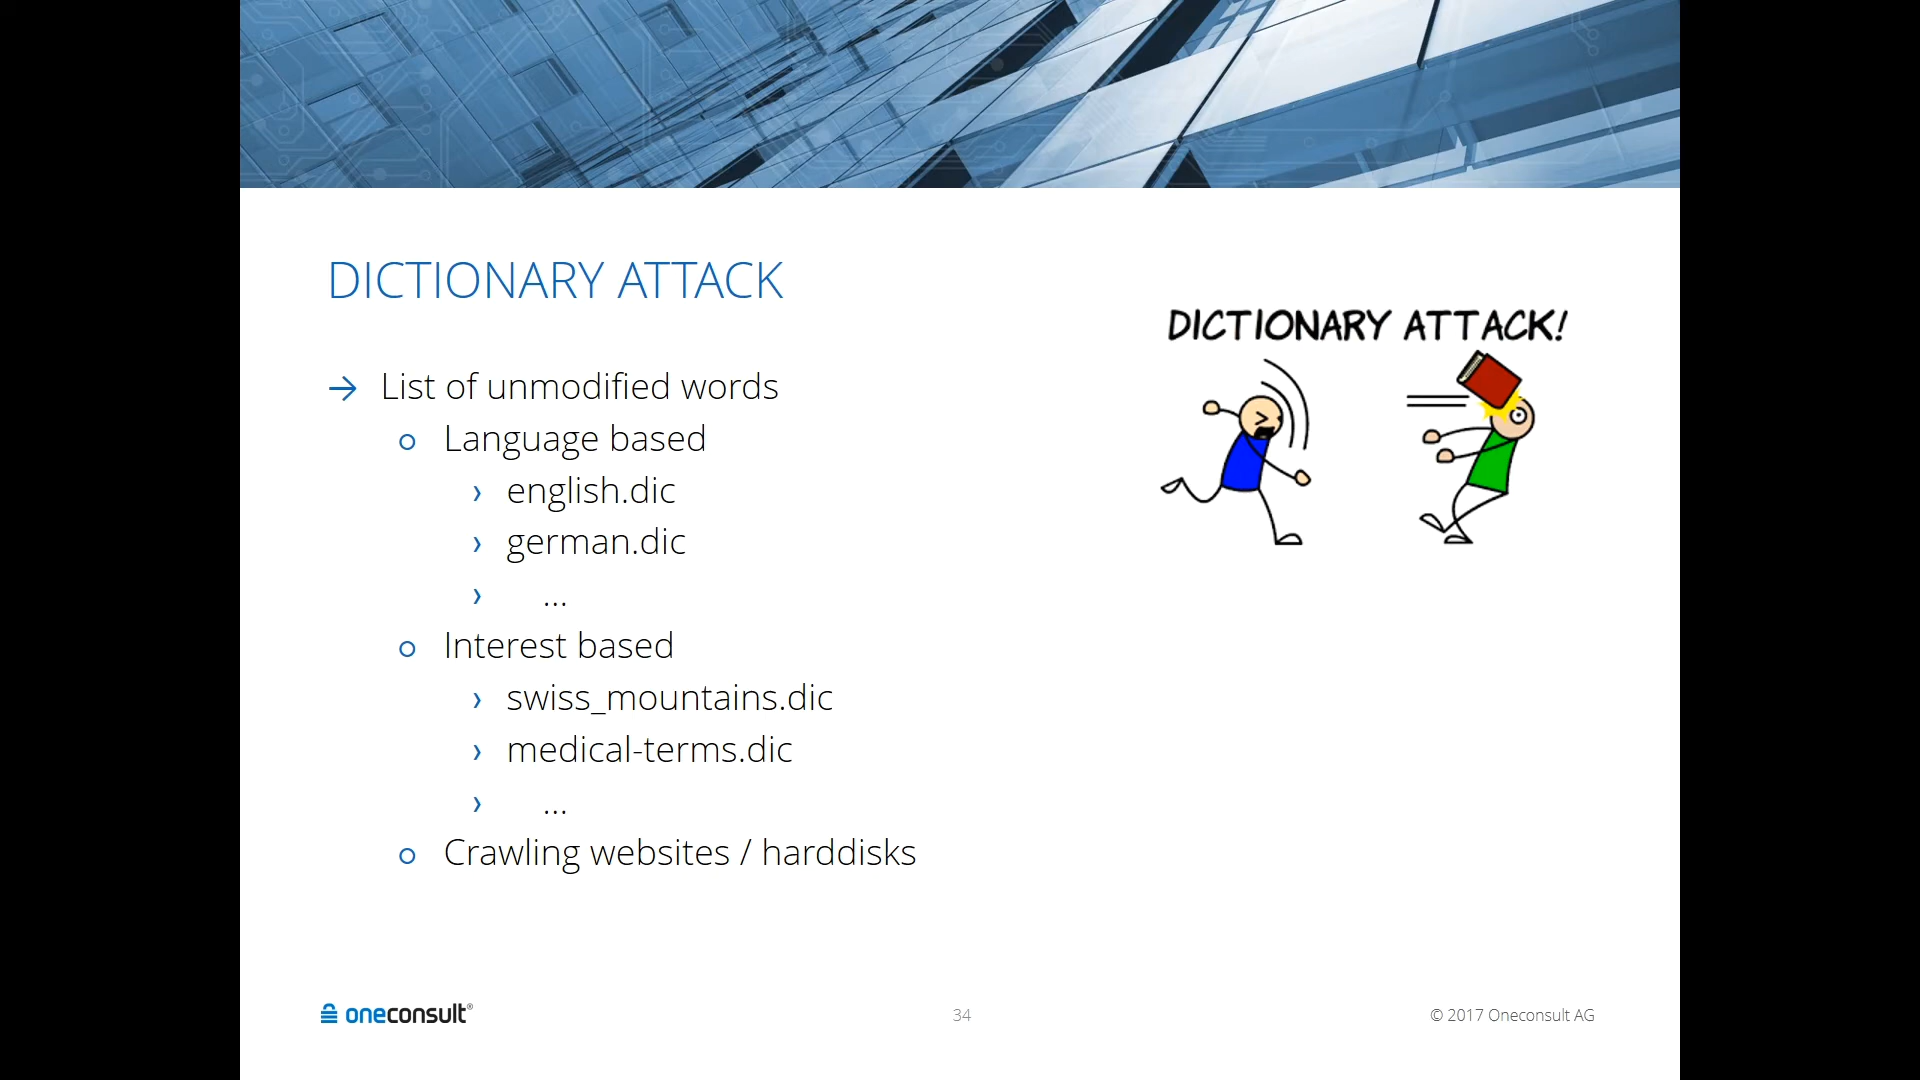 DICTIONARY ATTACK
DICTIONARY ATTACK!
→ List of unmodified words
○ Language based
› english.dic
› german.dic
› ...
○ Interest based
› swiss_mountains.dic
› medical-terms.dic
› ...
○ Crawling websites / harddisks
oneconsult®
34
© 2017 Oneconsult AG